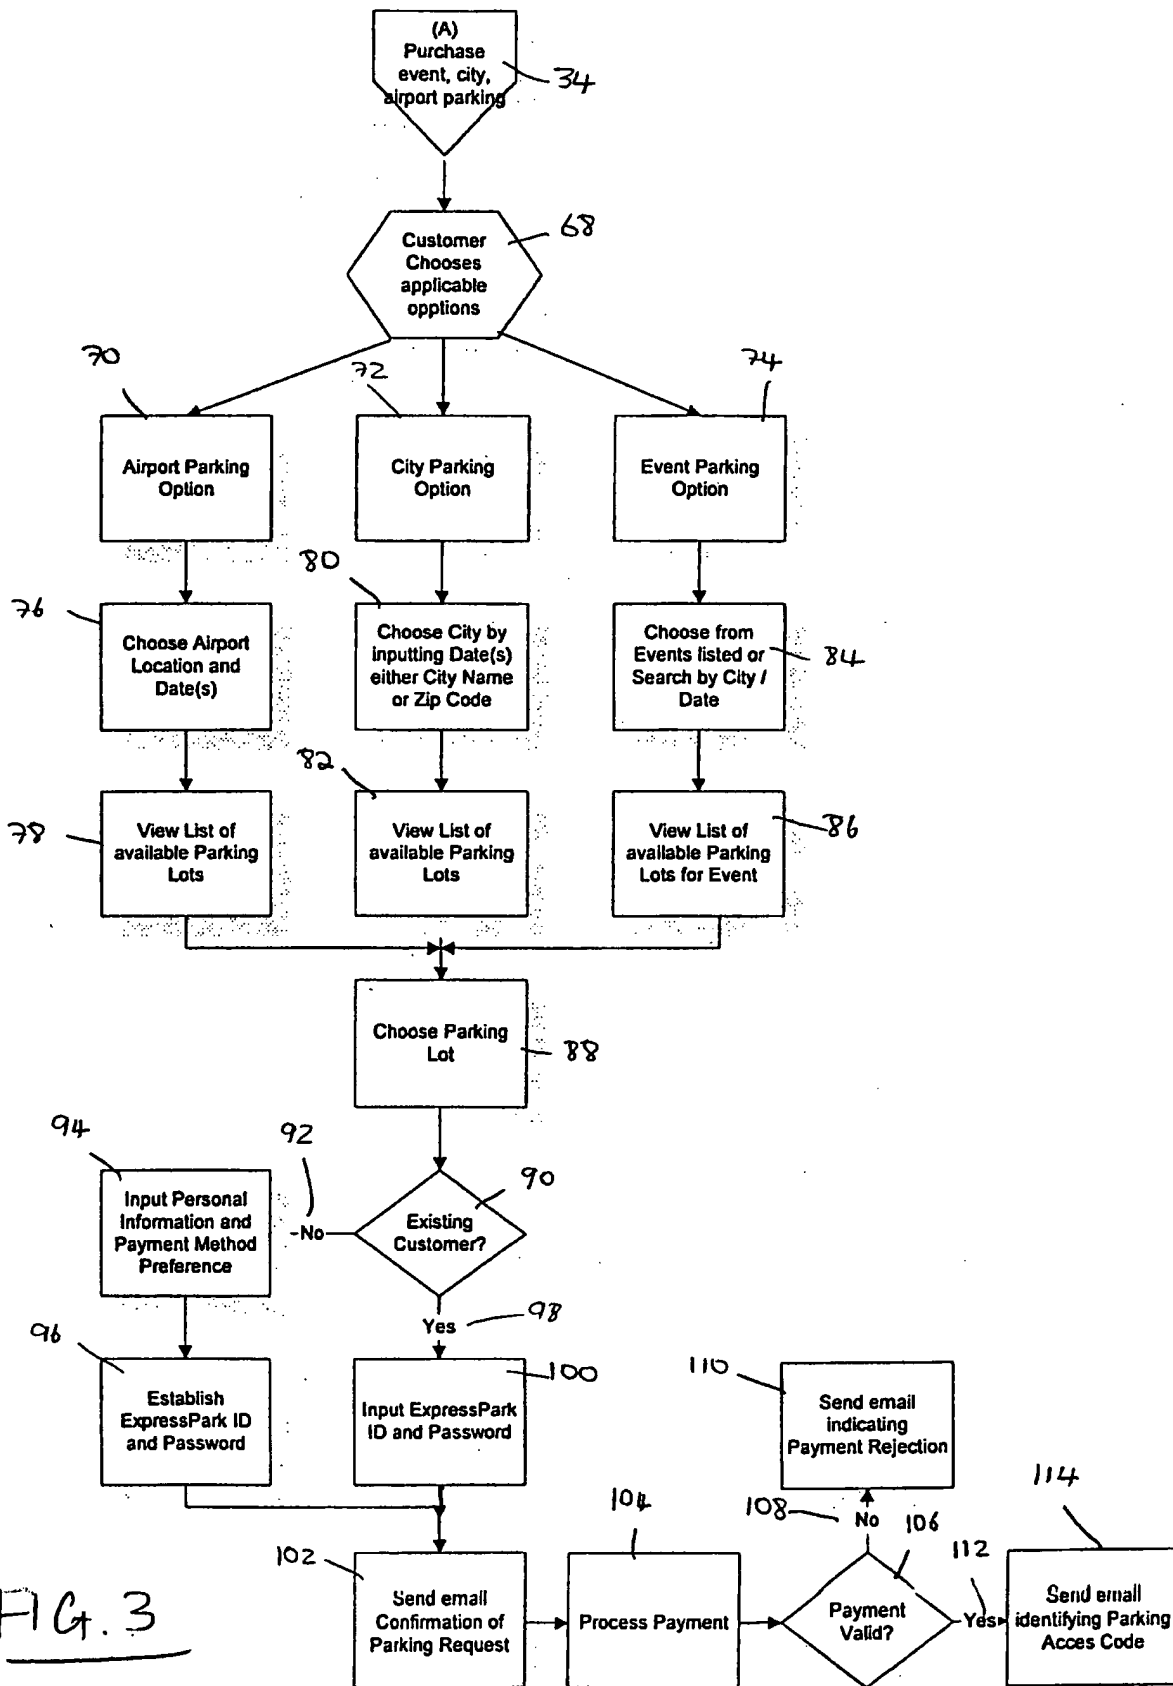 (A)
Purchase
event, city,
airport parking
34
Customer
Chooses
applicable
opptions
68
70
72
74
Airport Parking
Option
City Parking
Option
Event Parking
Option
76
80
84
Choose Airport
Location and
Date(s)
Choose City by
inputting Date(s)
either City Name
or Zip Code
Choose from
Events listed or
Search by City /
Date
78
82
86
View List of
available Parking
Lots
View List of
available Parking
Lots
View List of
available Parking
Lots for Event
Choose Parking
Lot
88
94
92
90
Input Personal
Information and
Payment Method
Preference
-No
Existing
Customer?
Yes
98
96
100
110
Establish
ExpressPark ID
and Password
Input ExpressPark
ID and Password
Send email
indicating
Payment Rejection
114
104
108
No
106
112
102
Send email
Confirmation of
Parking Request
Process Payment
Payment
Valid?
Yes
Send email
identifying Parking
Acces Code
FIG. 3